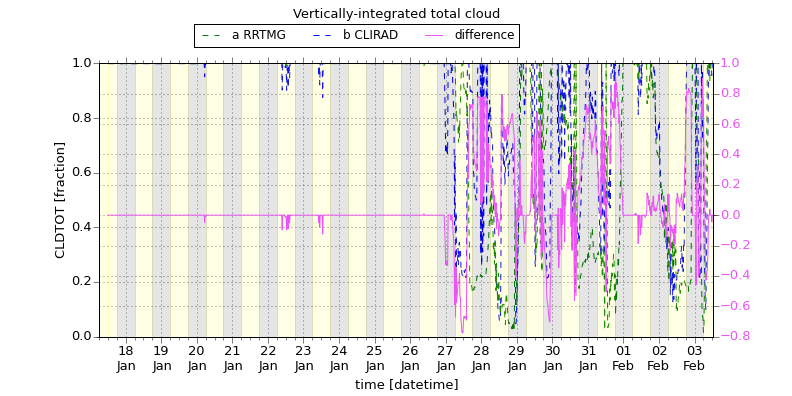 Vertically-integrated total cloud
a RRTMG b CLIRAD difference
CLDTOT [fraction]
1.0
0.8
0.6
0.4
0.2
0.0
1.0
0.8
0.6
0.4
0.2
0.0
−0.2
−0.4
−0.6
−0.8
18 19 20 21 22 23 24 25 26 27 28 29 30 31 01 02 03
Jan Jan Jan Jan Jan Jan Jan Jan Jan Jan Jan Jan Jan Jan Feb Feb Feb
time [datetime]